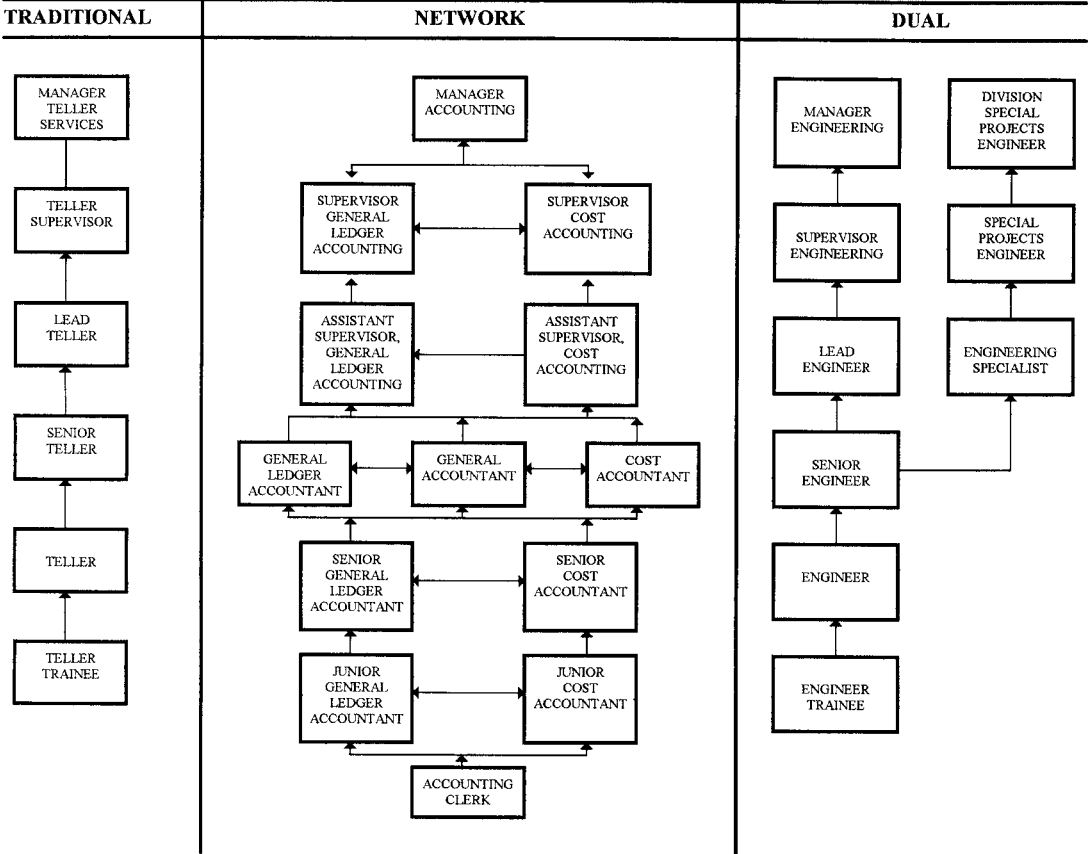 TRADITIONAL
MANAGER
TELLER
SERVICES
TELLER
SUPERVISOR
LEAD
TELLER
SENIOR
TELLER
TELLER
TELLER
TRAINEE
NETWORK
MANAGER
ACCOUNTING
SUPERVISOR
GENERAL
LEDGER
ACCOUNTING
SUPERVISOR
COST
ACCOUNTING
ASSISTANT
SUPERVISOR,
GENERAL
LEDGER
ACCOUNTING
ASSISTANT
SUPERVISOR,
COST
ACCOUNTING
GENERAL
LEDGER
ACCOUNTANT
GENERAL
ACCOUNTANT
COST
ACCOUNTANT
SENIOR
GENERAL
LEDGER
ACCOUNTANT
SENIOR
COST
ACCOUNTANT
JUNIOR
GENERAL
LEDGER
ACCOUNTANT
JUNIOR
COST
ACCOUNTANT
ACCOUNTING
CLERK
DUAL
MANAGER
ENGINEERING
DIVISION
SPECIAL
PROJECTS
ENGINEER
SUPERVISOR
ENGINEERING
SPECIAL
PROJECTS
ENGINEER
LEAD
ENGINEER
ENGINEERING
SPECIALIST
SENIOR
ENGINEER
ENGINEER
ENGINEER
TRAINEE